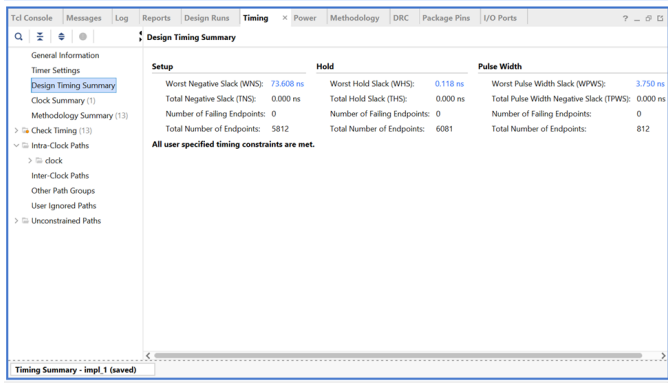 Tcl Console Messages Log Reports Design Runs Timing × Power Methodology DRC Package Pins I/O Ports ?
Design Timing Summary
General Information
Timer Settings
Design Timing Summary
Clock Summary (1)
Methodology Summary (13)
Check Timing (13)
Intra-Clock Paths
clock
Inter-Clock Paths
Other Path Groups
User Ignored Paths
Unconstrained Paths
Setup Hold Pulse Width
Worst Negative Slack (WNS): 73.608 ns Worst Hold Slack (WHS): 0.118 ns Worst Pulse Width Slack (WPWS): 3.750 ns
Total Negative Slack (TNS): 0.000 ns Total Hold Slack (THS): 0.000 ns Total Pulse Width Negative Slack (TPWS): 0.000 ns
Number of Failing Endpoints: 0 Number of Failing Endpoints: 0 Number of Failing Endpoints: 0
Total Number of Endpoints: 5812 Total Number of Endpoints: 6081 Total Number of Endpoints: 812
All user specified timing constraints are met.
Timing Summary - impl_1 (saved)